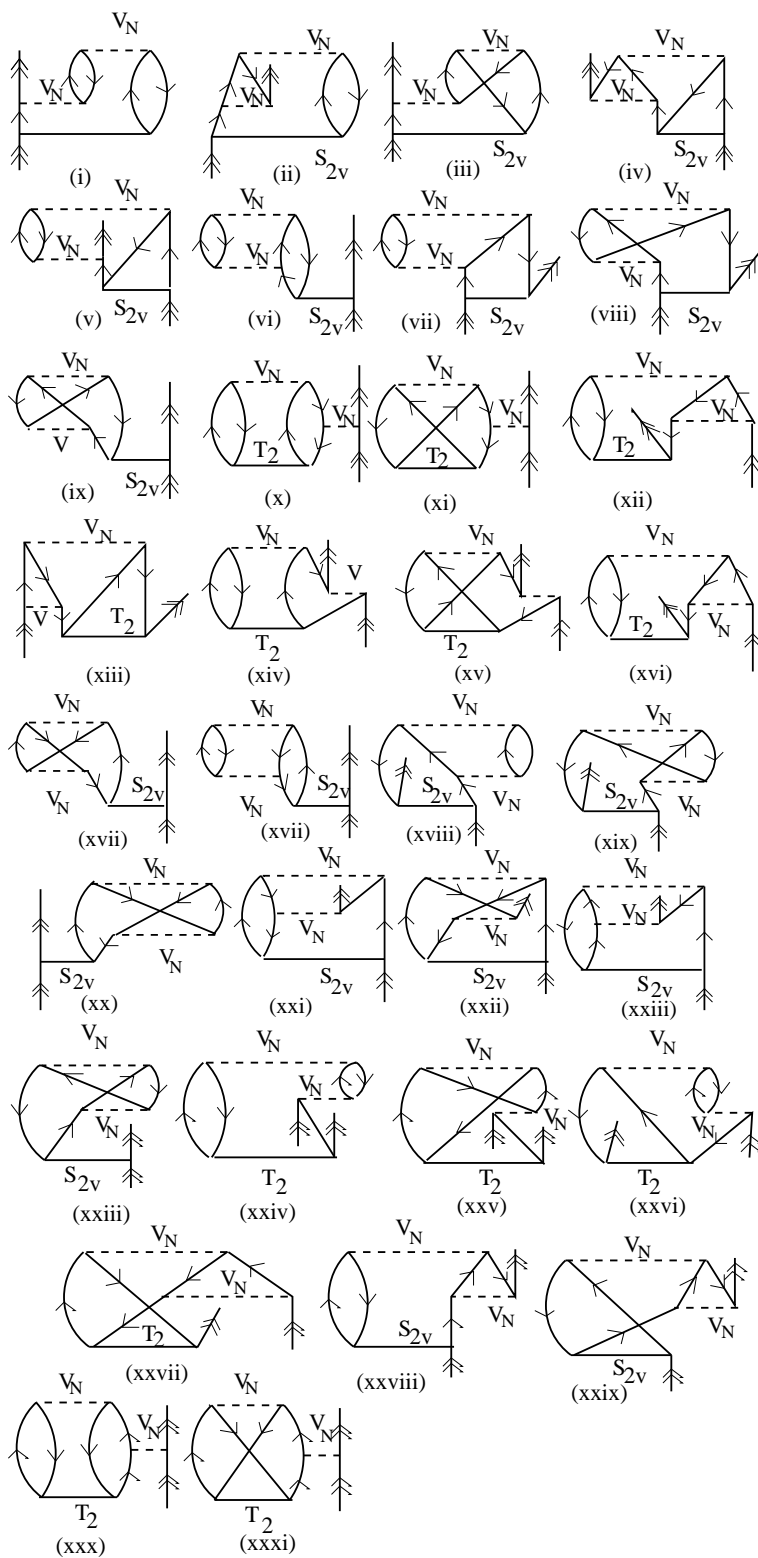 V_N V_N V_N V_N
V_N V_N V_N V_N
S_2v S_2v S_2v
(i) (ii) (iii) (iv)
V_N V_N V_N V_N
V_N V_N V_N V_N
S_2v S_2v S_2v S_2v
(v) (vi) (vii) (viii)
V_N V_N V_N V_N
V V_N V_N V_N
S_2v T_2 T_2 T_2
(ix) (x) (xi) (xii)
V_N V_N V_N V_N
V V V_N
T_2 T_2 T_2 T_2
(xiii) (xiv) (xv) (xvi)
V_N V_N V_N V_N
V_N V_N V_N V_N
S_2v S_2v S_2v S_2v
(xvii) (xvii) (xviii) (xix)
V_N V_N V_N V_N
V_N V_N V_N V_N
S_2v S_2v S_2v S_2v
(xx) (xxi) (xxii) (xxiii)
V_N V_N V_N V_N
V_N V_N V_N V_N
S_2v T_2 T_2 T_2
(xxiii) (xxiv) (xxv) (xxvi)
V_N V_N V_N
V_N V_N V_N
T_2 S_2v S_2v
(xxvii) (xxviii) (xxix)
V_N V_N
V_N V_N
T_2 T_2
(xxx) (xxxi)